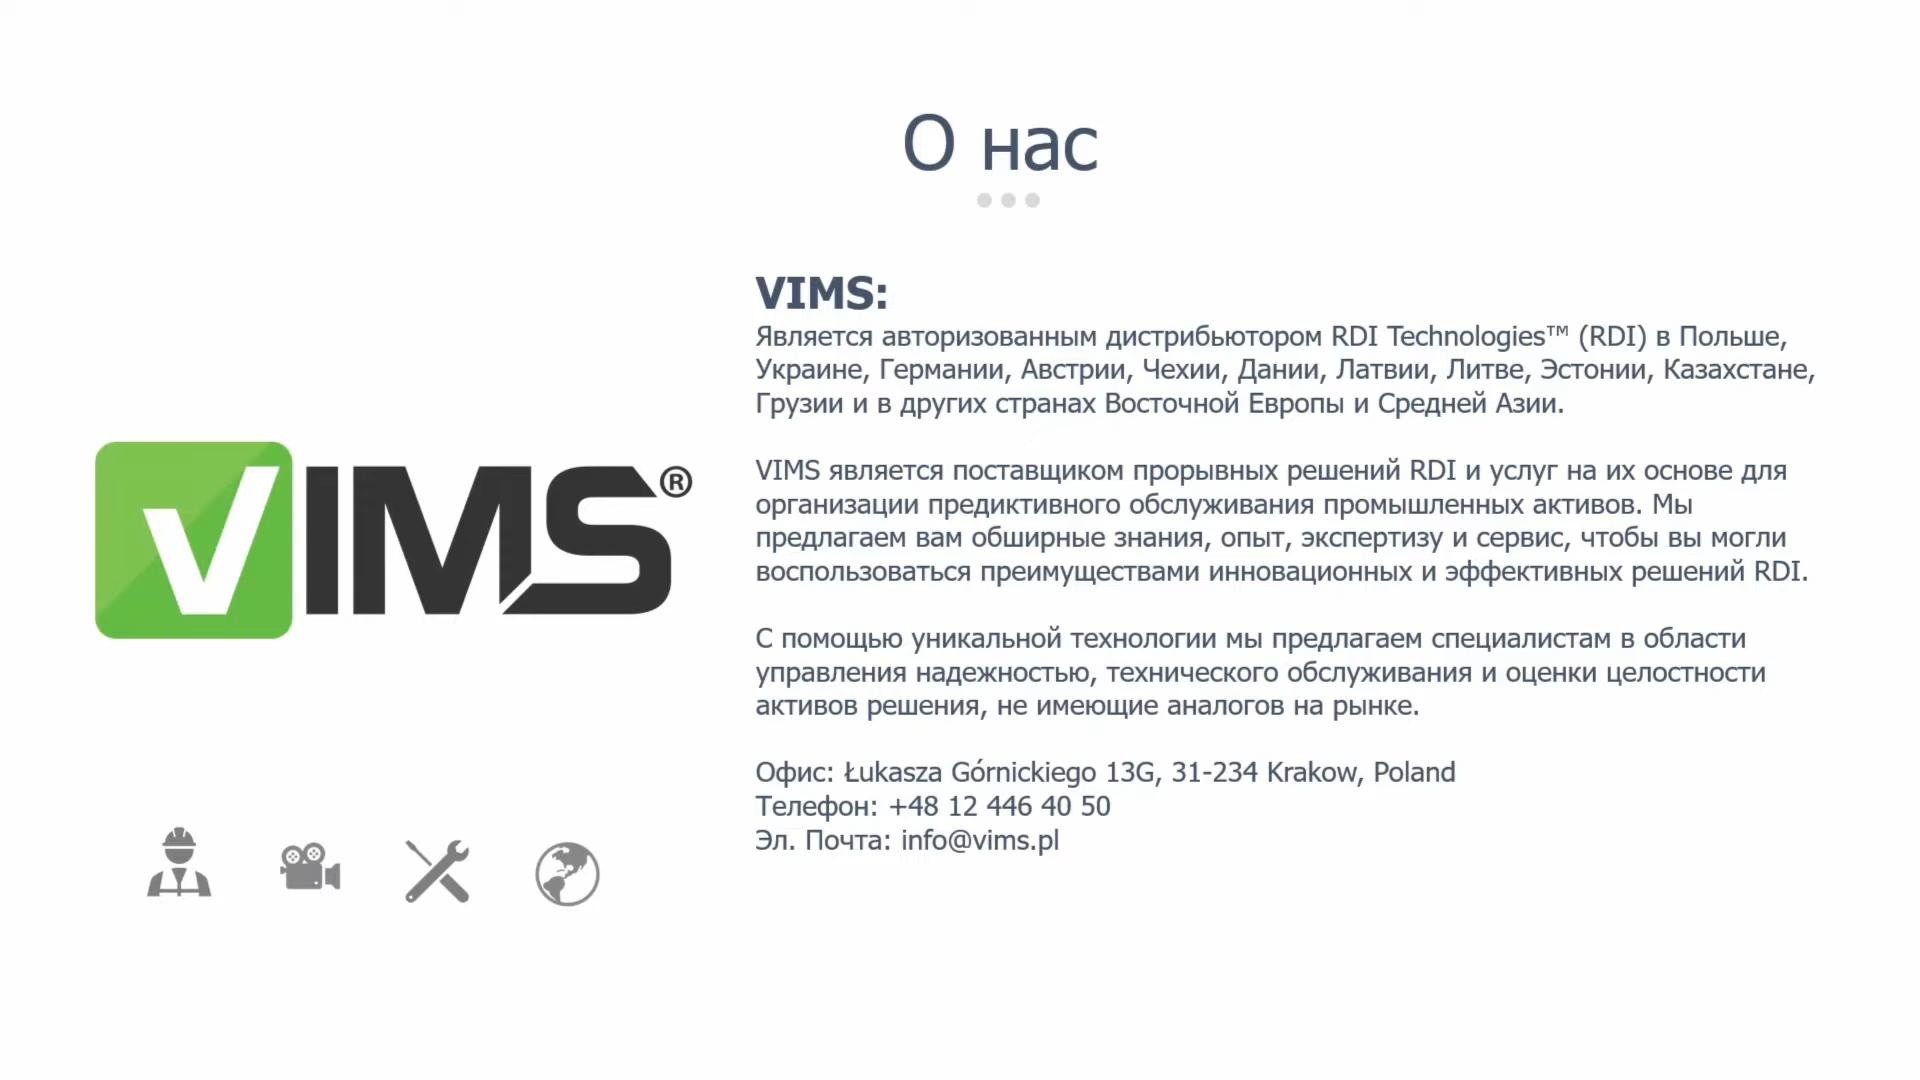 О нас
VIMS®
VIMS:
Является авторизованным дистрибьютором RDI Technologies™ (RDI) в Польше,
Украине, Германии, Австрии, Чехии, Дании, Латвии, Литве, Эстонии, Казахстане,
Грузии и в других странах Восточной Европы и Средней Азии.
VIMS является поставщиком прорывных решений RDI и услуг на их основе для
организации предиктивного обслуживания промышленных активов. Мы
предлагаем вам обширные знания, опыт, экспертизу и сервис, чтобы вы могли
воспользоваться преимуществами инновационных и эффективных решений RDI.
С помощью уникальной технологии мы предлагаем специалистам в области
управления надежностью, технического обслуживания и оценки целостности
активов решения, не имеющие аналогов на рынке.
Офис: Łukasza Górnickiego 13G, 31-234 Krakow, Poland
Телефон: +48 12 446 40 50
Эл. Почта: info@vims.pl